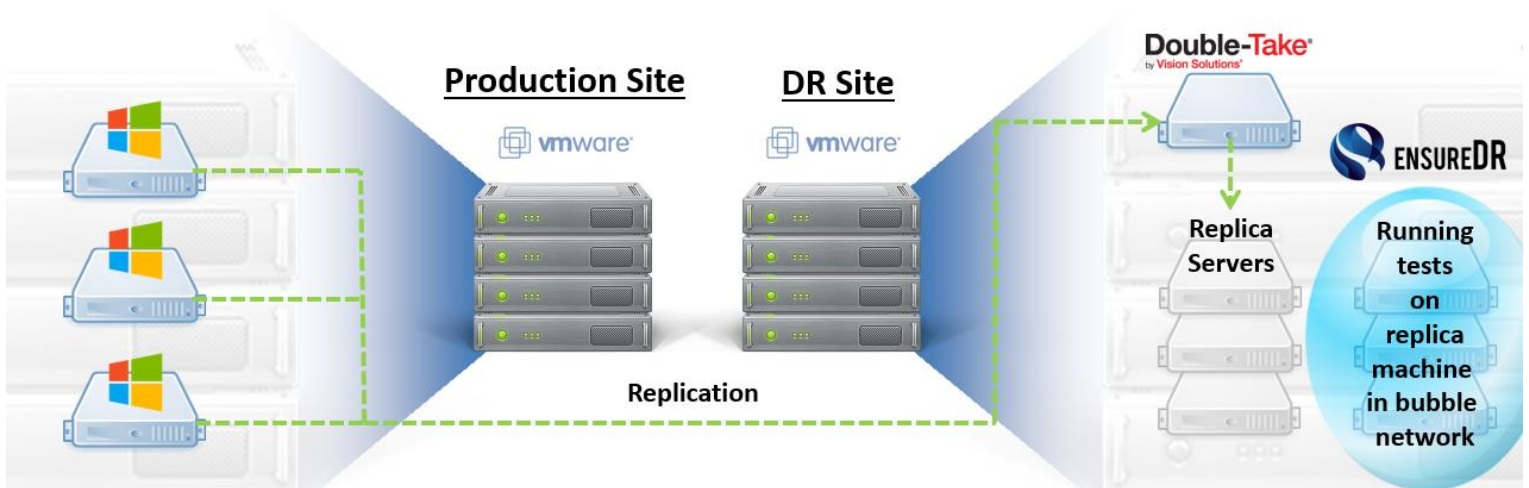 Production Site
vmware®
DR Site
vmware®
Double-Take®
by Vision Solutions®
ENSUREDR
Replica
Servers
Running
tests
on
replica
machine
in bubble
network
Replication